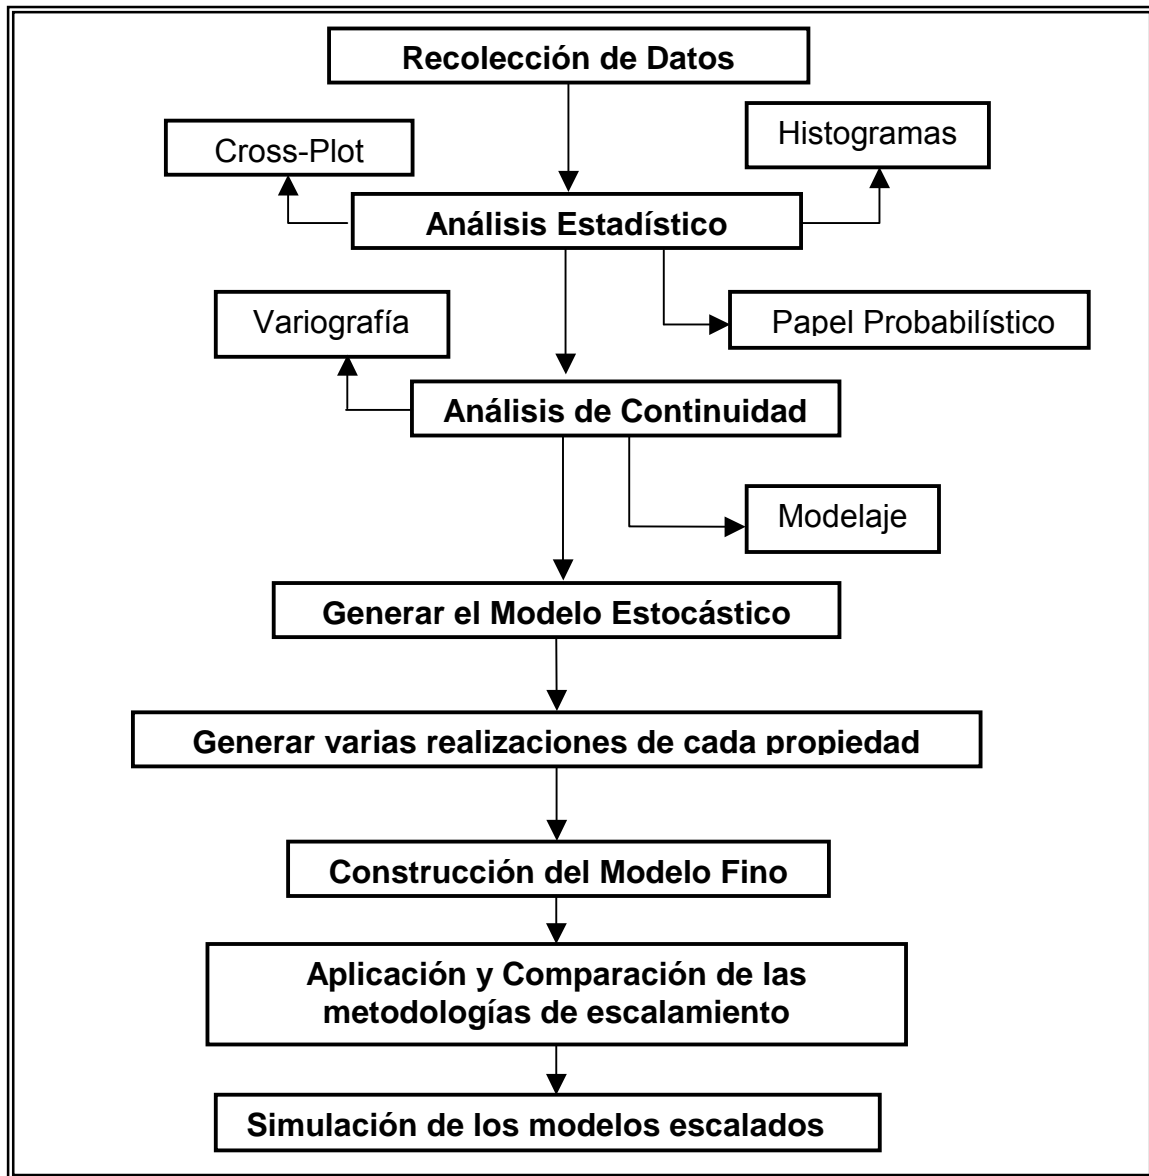 Recolección de Datos
Cross-Plot
Histogramas
Análisis Estadístico
Variografía
Papel Probabilístico
Análisis de Continuidad
Modelaje
Generar el Modelo Estocástico
Generar varias realizaciones de cada propiedad
Construcción del Modelo Fino
Aplicación y Comparación de las
metodologías de escalamiento
Simulación de los modelos escalados